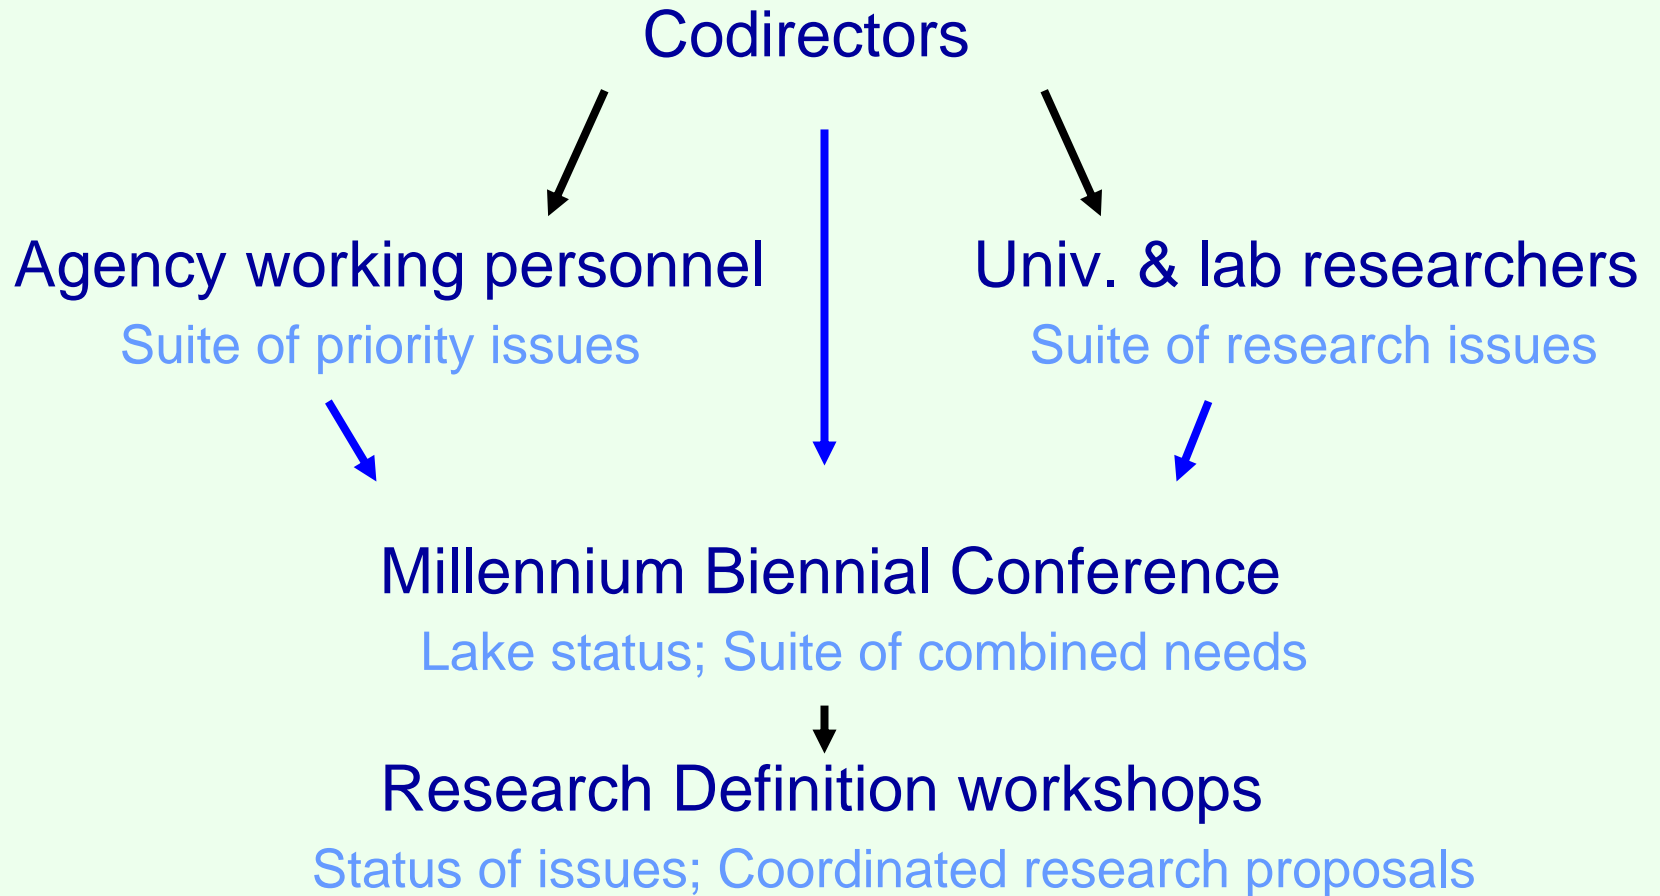 Codirectors
Agency working personnel
Suite of priority issues
Univ. & lab researchers
Suite of research issues
Millennium Biennial Conference
Lake status; Suite of combined needs
Research Definition workshops
Status of issues; Coordinated research proposals